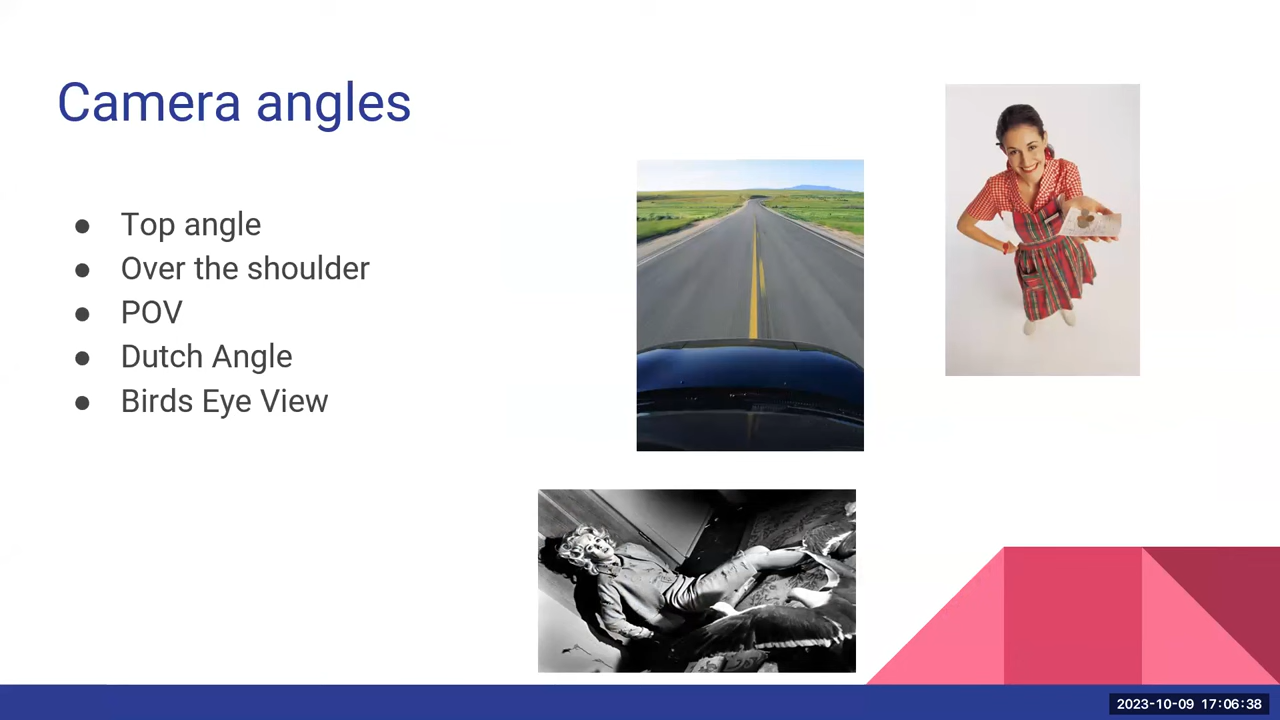 Camera angles
● Top angle
● Over the shoulder
● POV
● Dutch Angle
● Birds Eye View
2023-10-09 17:06:38